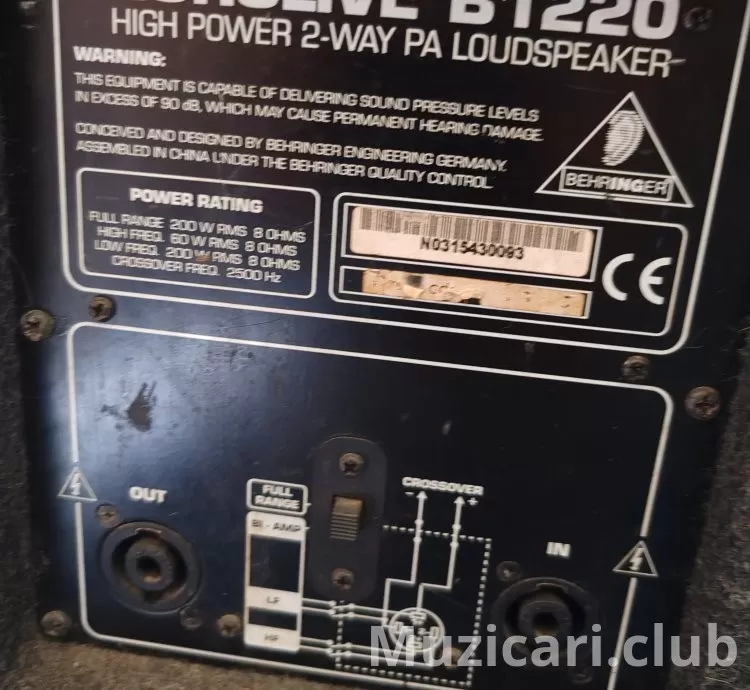 B1220
HIGH POWER 2-WAY PA LOUDSPEAKER
WARNING:
THIS EQUIPMENT IS CAPABLE OF DELIVERING SOUND PRESSURE LEVELS
IN EXCESS OF 90 dB, WHICH MAY CAUSE PERMANENT HEARING DAMAGE.
CONCEIVED AND DESIGNED BY BEHRINGER ENGINEERING GERMANY.
ASSEMBLED IN CHINA UNDER THE BEHRINGER QUALITY CONTROL.
BEHRINGER
POWER RATING
FULL RANGE 200 W RMS 8 OHMS
HIGH FREQ. 60 W RMS 8 OHMS
LOW FREQ. 200 W RMS 8 OHMS
CROSSOVER FREQ. 2500 Hz
N0315430093
CE
OUT
FULL
RANGE
BI - AMP
LF
HF
CROSSOVER
- +
IN
Muzicari.club